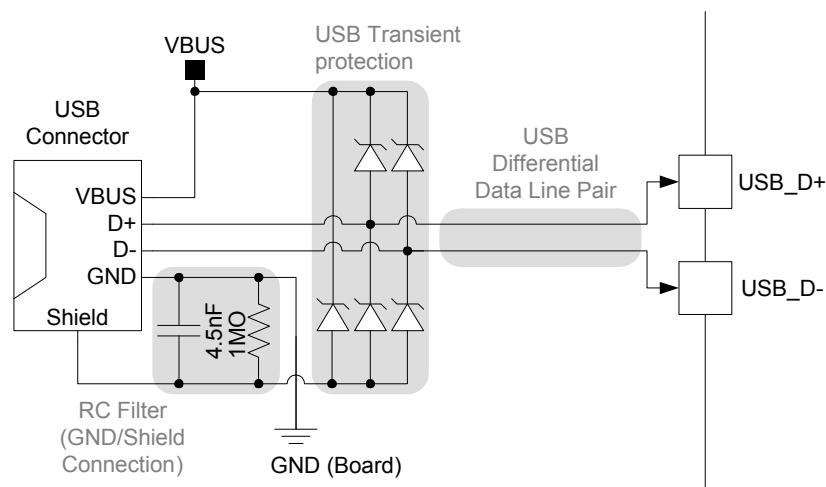 VBUS
USB Transient
protection
USB
Connector
USB
Differential
Data Line Pair
VBUS
D+
D-
GND
Shield
USB_D+
USB_D-
4.5nF
1MO
RC Filter
(GND/Shield
Connection)
GND (Board)